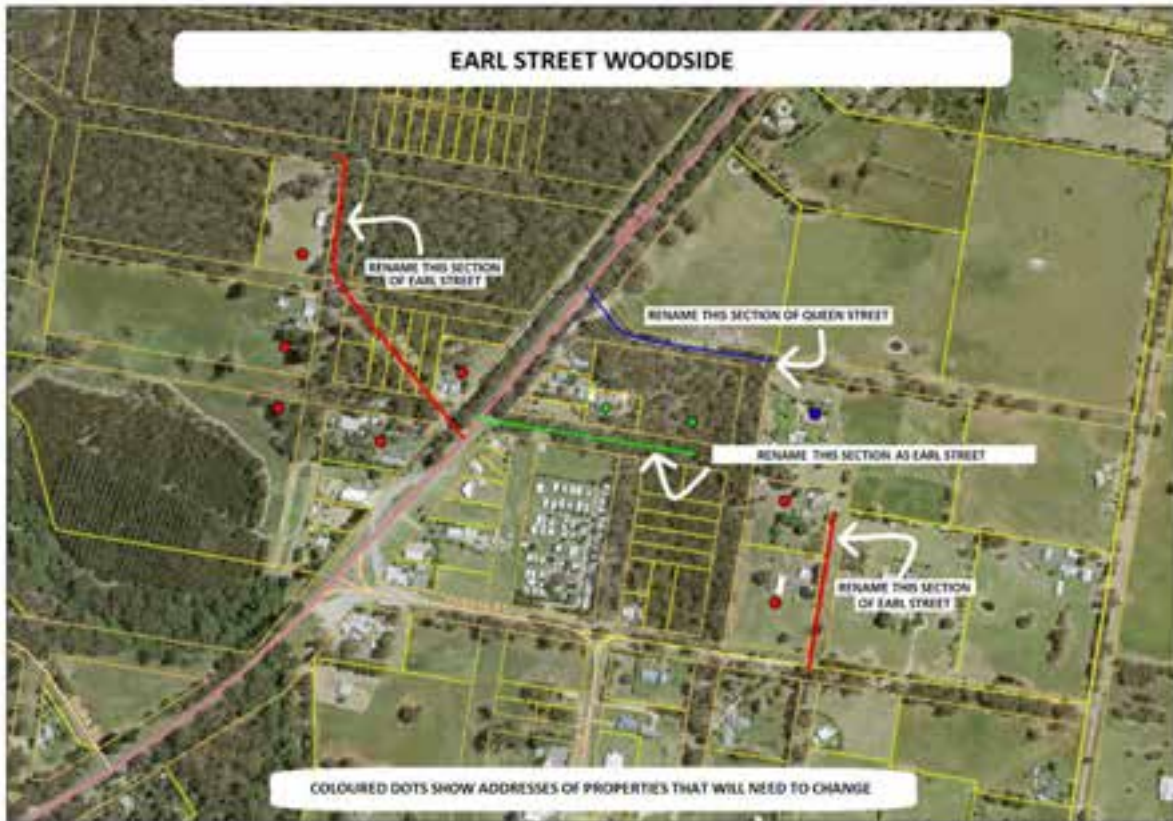 EARL STREET WOODSIDE
RENAME THIS SECTION
OF EARL STREET
RENAME THIS SECTION OF QUEEN STREET
RENAME THIS SECTION AS EARL STREET
RENAME THIS SECTION
OF EARL STREET
COLOURED DOTS SHOW ADDRESSES OF PROPERTIES THAT WILL NEED TO CHANGE